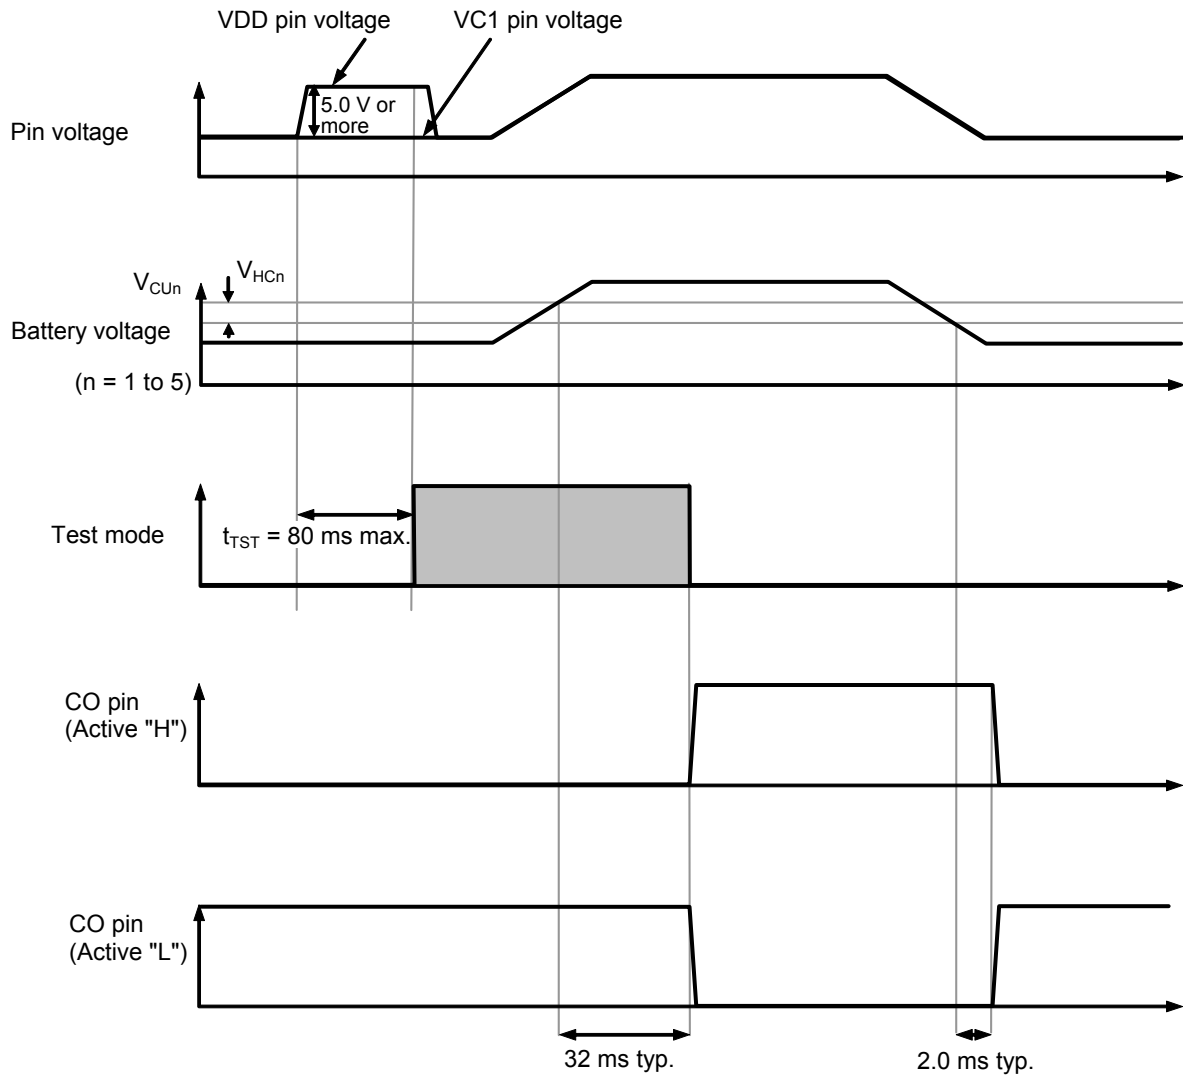 VDD pin voltage
VC1 pin voltage
5.0 V or
more
Pin voltage
VCUn
VHCn
Battery voltage
(n = 1 to 5)
Test mode
tTST = 80 ms max.
CO pin
(Active "H")
CO pin
(Active "L")
32 ms typ.
2.0 ms typ.